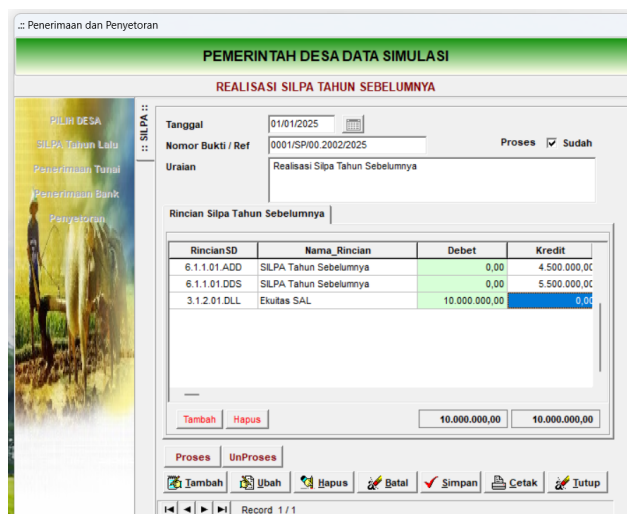 .:: Penerimaan dan Penyetoran
PEMERINTAH DESA DATA SIMULASI
REALISASI SILPA TAHUN SEBELUMNYA
PILIH DESA
SILPA Tahun Lalu
Penerimaan Tunai
Penerimaan Bank
Penyetoran
:: SILPA ::
Tanggal 01/01/2025
Nomor Bukti / Ref 0001/SP/00.2002/2025 Proses Sudah
Uraian Realisasi Silpa Tahun Sebelumnya
Rincian Silpa Tahun Sebelumnya
RincianSD Nama_Rincian Debet Kredit
6.1.1.01.ADD SILPA Tahun Sebelumnya 0,00 4.500.000,00
6.1.1.01.DDS SILPA Tahun Sebelumnya 0,00 5.500.000,00
3.1.2.01.DLL Ekuitas SAL 10.000.000,00 0,00
Tambah Hapus 10.000.000,00 10.000.000,00
Proses UnProses
Tambah Ubah Hapus Batal Simpan Cetak Tutup
Record 1/1